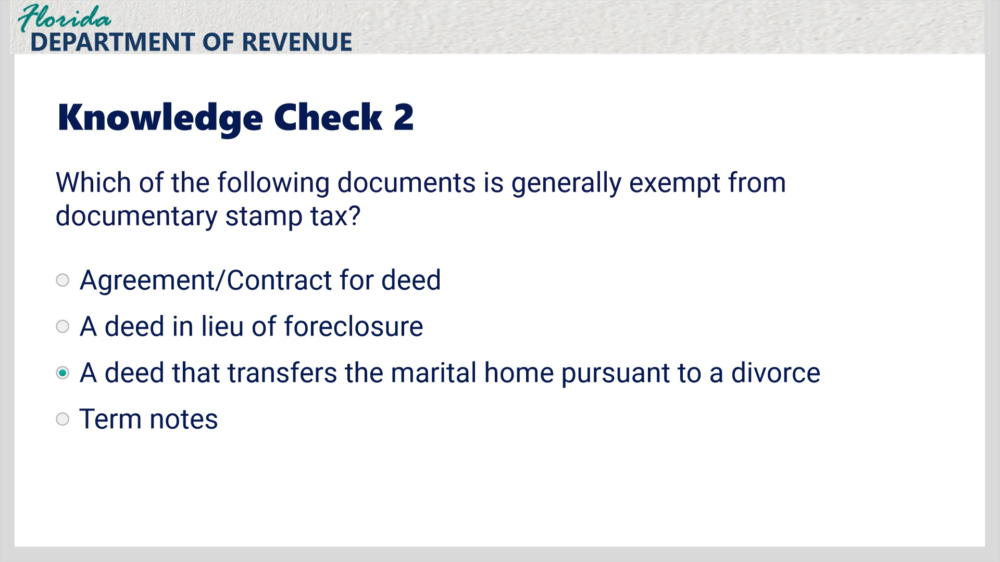 Florida
DEPARTMENT OF REVENUE
Knowledge Check 2
Which of the following documents is generally exempt from
documentary stamp tax?
Agreement/Contract for deed
A deed in lieu of foreclosure
A deed that transfers the marital home pursuant to a divorce
Term notes